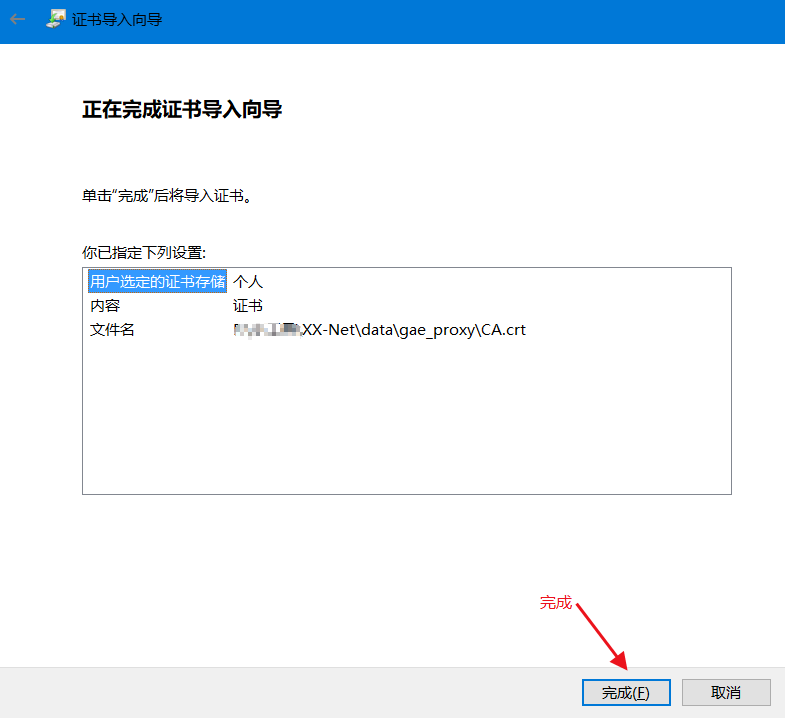 证书导入向导
正在完成证书导入向导
单击“完成”后将导入证书。
你已指定下列设置:
用户选定的证书存储 个人
内容 证书
文件名 XX-Net\data\gae_proxy\CA.crt
完成
完成(F) 取消